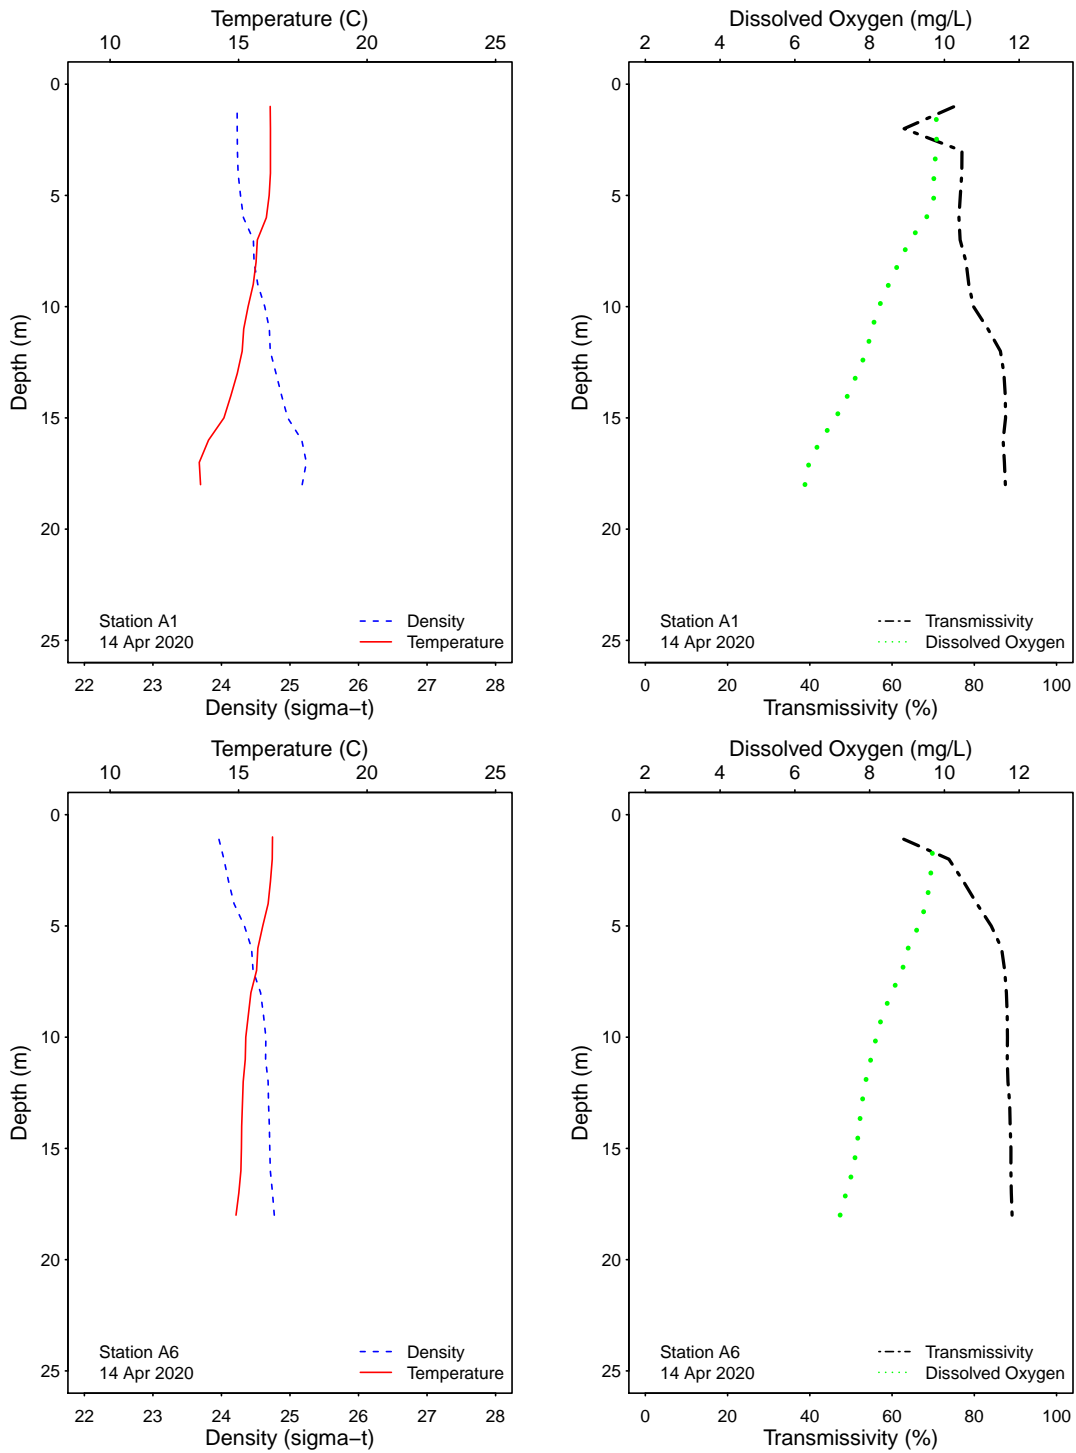 Temperature (C)
10 15 20 25
0
5
10
15
20
25
Depth (m)
Station A1
14 Apr 2020
Density
Temperature
22 23 24 25 26 27 28
Density (sigma−t)
Dissolved Oxygen (mg/L)
2 4 6 8 10 12
0
5
10
15
20
25
Depth (m)
Station A1
14 Apr 2020
Transmissivity
Dissolved Oxygen
0 20 40 60 80 100
Transmissivity (%)
Temperature (C)
10 15 20 25
0
5
10
15
20
25
Depth (m)
Station A6
14 Apr 2020
Density
Temperature
22 23 24 25 26 27 28
Density (sigma−t)
Dissolved Oxygen (mg/L)
2 4 6 8 10 12
0
5
10
15
20
25
Depth (m)
Station A6
14 Apr 2020
Transmissivity
Dissolved Oxygen
0 20 40 60 80 100
Transmissivity (%)